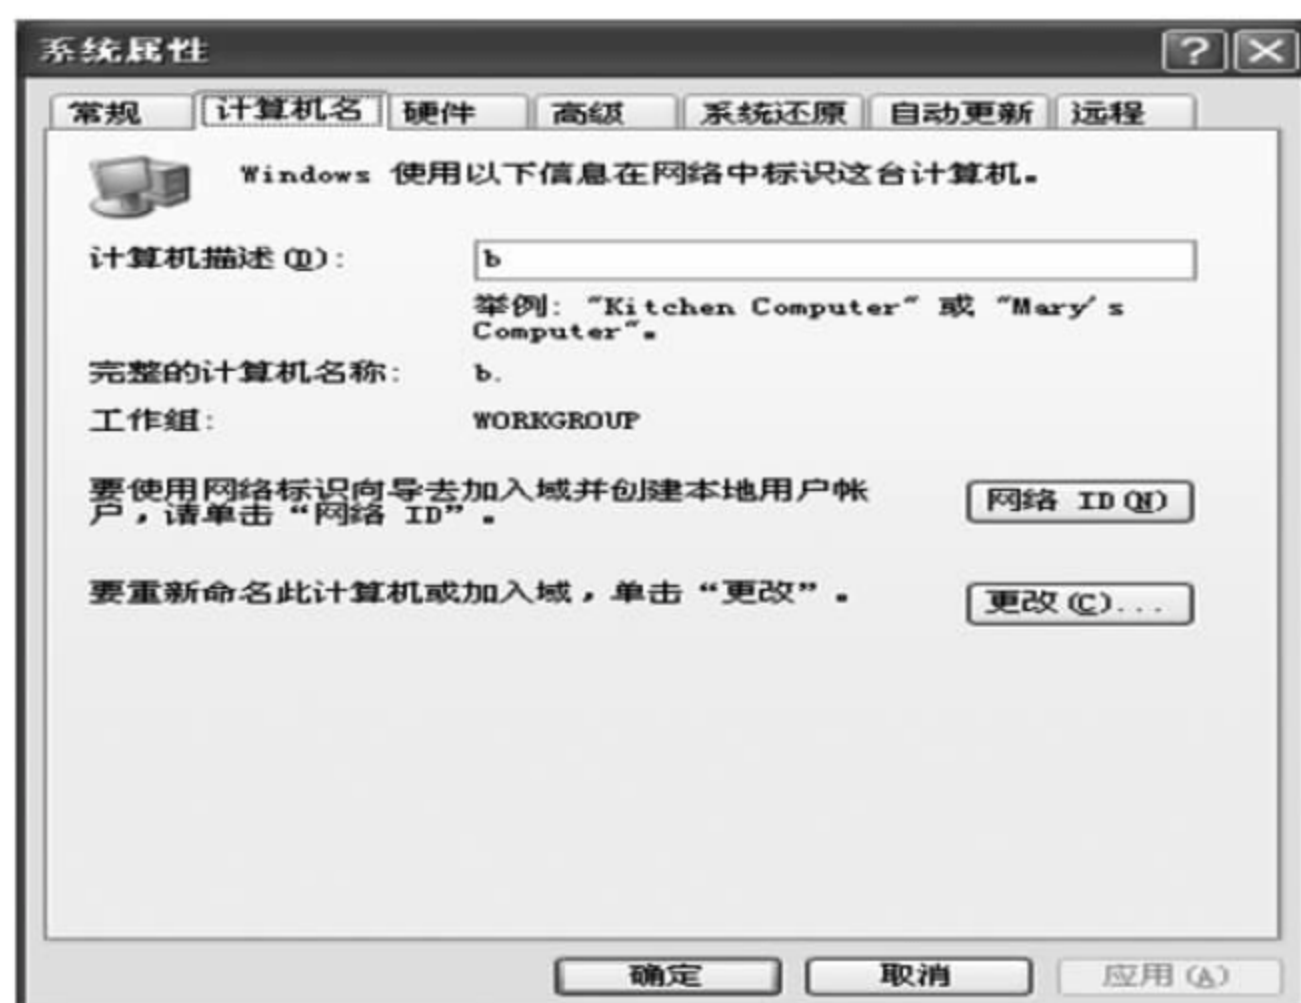 系统属性
常规 计算机名 硬件 高级 系统还原 自动更新 远程
Windows 使用以下信息在网络中标识这台计算机。
计算机描述(D): b
举例: "Kitchen Computer" 或 "Mary's
Computer"。
完整的计算机名称: b.
工作组: WORKGROUP
要使用网络标识向导去加入域并创建本地用户帐
户，请单击“网络 ID”。
网络 ID(N)
要重新命名此计算机或加入域，单击“更改”。
更改(C)...
确定 取消 应用(A)